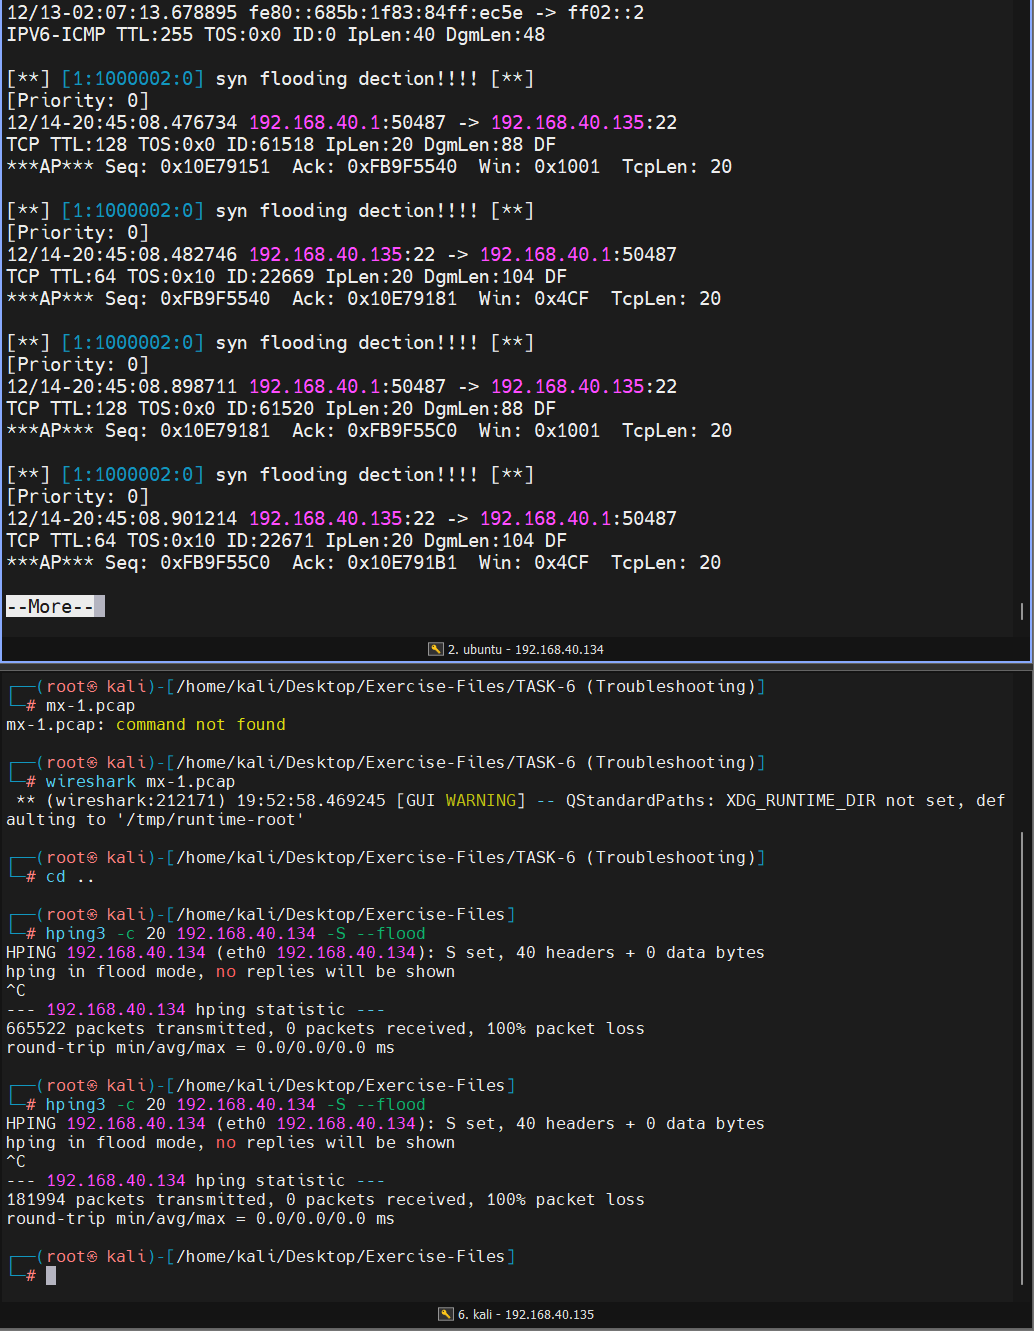 12/13-02:07:13.678895 fe80::685b:1f83:84ff:ec5e -> ff02::2
IPV6-ICMP TTL:255 TOS:0x0 ID:0 IpLen:40 DgmLen:48
[**] [1:1000002:0] syn flooding dection!!!! [**]
[Priority: 0]
12/14-20:45:08.476734 192.168.40.1:50487 -> 192.168.40.135:22
TCP TTL:128 TOS:0x0 ID:61518 IpLen:20 DgmLen:88 DF
***AP*** Seq: 0x10E79151  Ack: 0xFB9F5540  Win: 0x1001  TcpLen: 20
[**] [1:1000002:0] syn flooding dection!!!! [**]
[Priority: 0]
12/14-20:45:08.482746 192.168.40.135:22 -> 192.168.40.1:50487
TCP TTL:64 TOS:0x10 ID:22669 IpLen:20 DgmLen:104 DF
***AP*** Seq: 0xFB9F5540  Ack: 0x10E79181  Win: 0x4CF  TcpLen: 20
[**] [1:1000002:0] syn flooding dection!!!! [**]
[Priority: 0]
12/14-20:45:08.898711 192.168.40.1:50487 -> 192.168.40.135:22
TCP TTL:128 TOS:0x0 ID:61520 IpLen:20 DgmLen:88 DF
***AP*** Seq: 0x10E79181  Ack: 0xFB9F55C0  Win: 0x1001  TcpLen: 20
[**] [1:1000002:0] syn flooding dection!!!! [**]
[Priority: 0]
12/14-20:45:08.901214 192.168.40.135:22 -> 192.168.40.1:50487
TCP TTL:64 TOS:0x10 ID:22671 IpLen:20 DgmLen:104 DF
***AP*** Seq: 0xFB9F55C0  Ack: 0x10E791B1  Win: 0x4CF  TcpLen: 20
--More--
2. ubuntu - 192.168.40.134
┌──(root㉿ kali)-[/home/kali/Desktop/Exercise-Files/TASK-6 (Troubleshooting)]
└─# mx-1.pcap
mx-1.pcap: command not found
┌──(root㉿ kali)-[/home/kali/Desktop/Exercise-Files/TASK-6 (Troubleshooting)]
└─# wireshark mx-1.pcap
** (wireshark:212171) 19:52:58.469245 [GUI WARNING] -- QStandardPaths: XDG_RUNTIME_DIR not set, def
aulting to '/tmp/runtime-root'
┌──(root㉿ kali)-[/home/kali/Desktop/Exercise-Files/TASK-6 (Troubleshooting)]
└─# cd ..
┌──(root㉿ kali)-[/home/kali/Desktop/Exercise-Files]
└─# hping3 -c 20 192.168.40.134 -S --flood
HPING 192.168.40.134 (eth0 192.168.40.134): S set, 40 headers + 0 data bytes
hping in flood mode, no replies will be shown
^C
--- 192.168.40.134 hping statistic ---
665522 packets transmitted, 0 packets received, 100% packet loss
round-trip min/avg/max = 0.0/0.0/0.0 ms
┌──(root㉿ kali)-[/home/kali/Desktop/Exercise-Files]
└─# hping3 -c 20 192.168.40.134 -S --flood
HPING 192.168.40.134 (eth0 192.168.40.134): S set, 40 headers + 0 data bytes
hping in flood mode, no replies will be shown
^C
--- 192.168.40.134 hping statistic ---
181994 packets transmitted, 0 packets received, 100% packet loss
round-trip min/avg/max = 0.0/0.0/0.0 ms
┌──(root㉿ kali)-[/home/kali/Desktop/Exercise-Files]
└─#
6. kali - 192.168.40.135